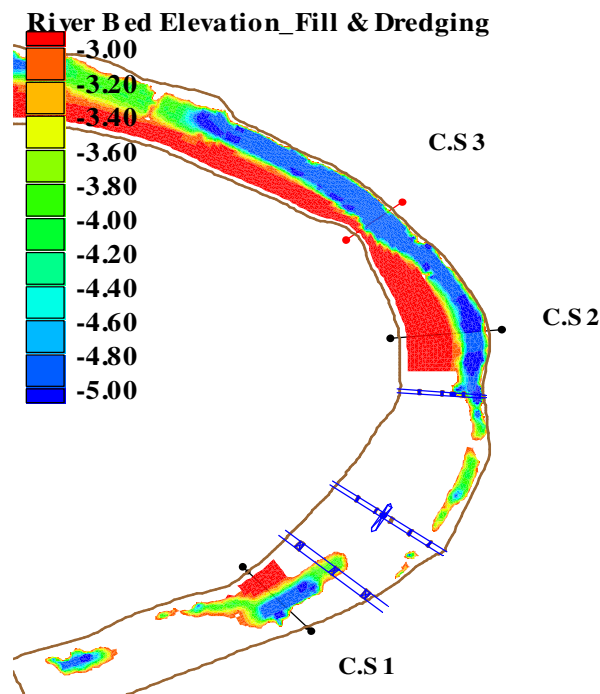 River Bed Elevation_Fill & Dredging
-3.00
-3.20
-3.40
-3.60
-3.80
-4.00
-4.20
-4.40
-4.60
-4.80
-5.00
C.S 3
C.S 2
C.S 1